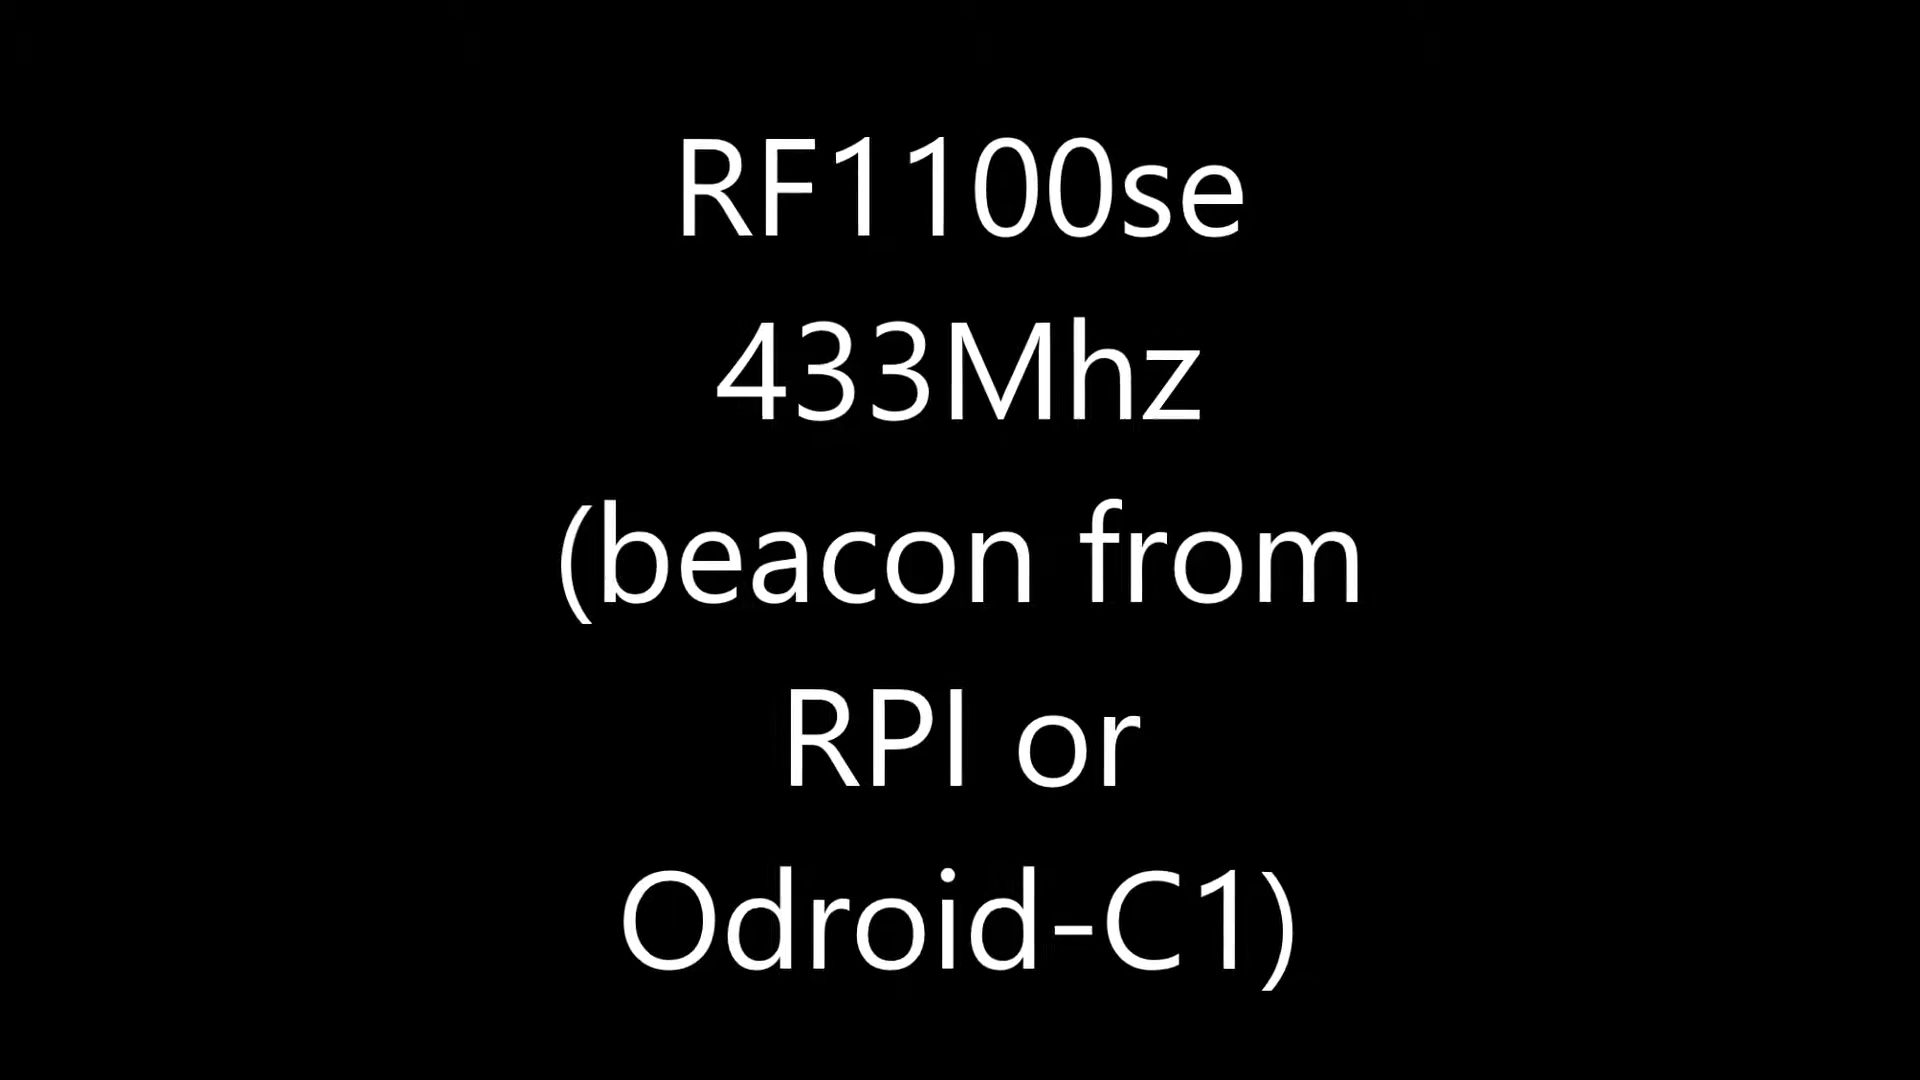 RF1100se
433Mhz
(beacon from
RPI or
Odroid-C1)